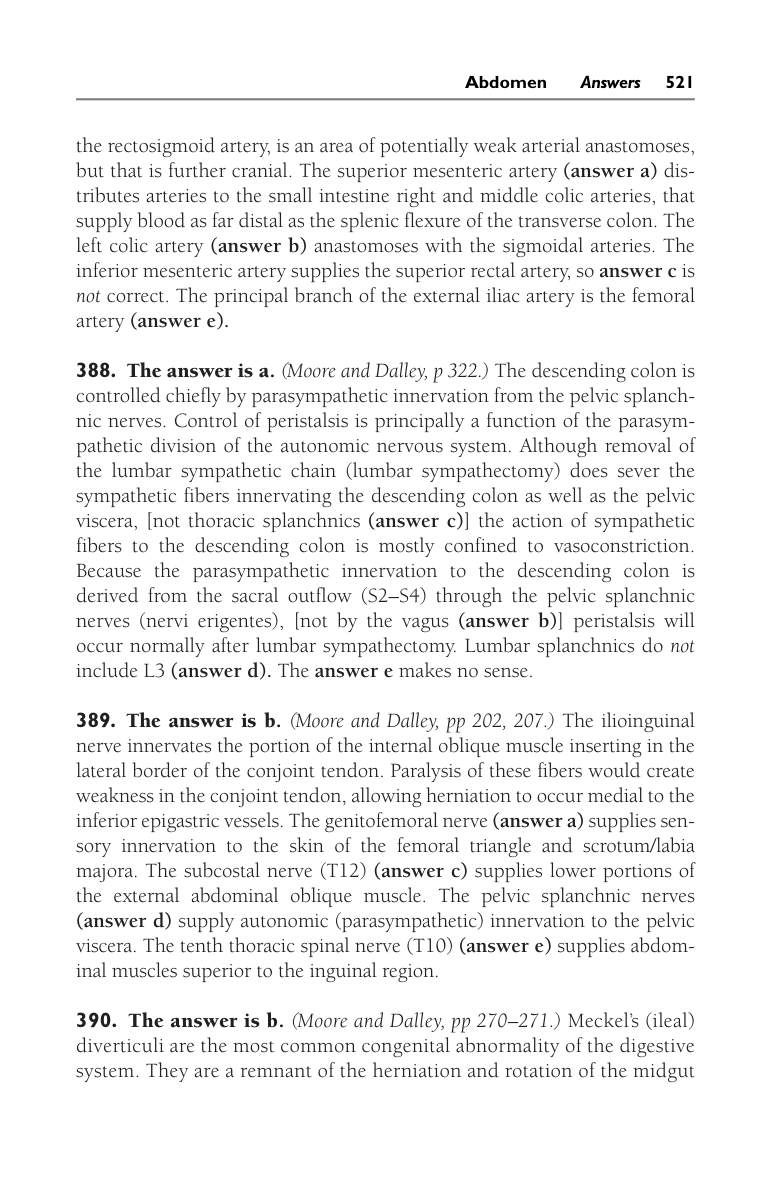 Abdomen Answers 521
the rectosigmoid artery, is an area of potentially weak arterial anastomoses,
but that is further cranial. The superior mesenteric artery (answer a) dis-
tributes arteries to the small intestine right and middle colic arteries, that
supply blood as far distal as the splenic flexure of the transverse colon. The
left colic artery (answer b) anastomoses with the sigmoidal arteries. The
inferior mesenteric artery supplies the superior rectal artery, so answer c is
not correct. The principal branch of the external iliac artery is the femoral
artery (answer e).
388. The answer is a. (Moore and Dalley, p 322.) The descending colon is
controlled chiefly by parasympathetic innervation from the pelvic splanch-
nic nerves. Control of peristalsis is principally a function of the parasym-
pathetic division of the autonomic nervous system. Although removal of
the lumbar sympathetic chain (lumbar sympathectomy) does sever the
sympathetic fibers innervating the descending colon as well as the pelvic
viscera, [not thoracic splanchnics (answer c)] the action of sympathetic
fibers to the descending colon is mostly confined to vasoconstriction.
Because the parasympathetic innervation to the descending colon is
derived from the sacral outflow (S2–S4) through the pelvic splanchnic
nerves (nervi erigentes), [not by the vagus (answer b)] peristalsis will
occur normally after lumbar sympathectomy. Lumbar splanchnics do not
include L3 (answer d). The answer e makes no sense.
389. The answer is b. (Moore and Dalley, pp 202, 207.) The ilioinguinal
nerve innervates the portion of the internal oblique muscle inserting in the
lateral border of the conjoint tendon. Paralysis of these fibers would create
weakness in the conjoint tendon, allowing herniation to occur medial to the
inferior epigastric vessels. The genitofemoral nerve (answer a) supplies sen-
sory innervation to the skin of the femoral triangle and scrotum/labia
majora. The subcostal nerve (T12) (answer c) supplies lower portions of
the external abdominal oblique muscle. The pelvic splanchnic nerves
(answer d) supply autonomic (parasympathetic) innervation to the pelvic
viscera. The tenth thoracic spinal nerve (T10) (answer e) supplies abdom-
inal muscles superior to the inguinal region.
390. The answer is b. (Moore and Dalley, pp 270–271.) Meckel's (ileal)
diverticuli are the most common congenital abnormality of the digestive
system. They are a remnant of the herniation and rotation of the midgut